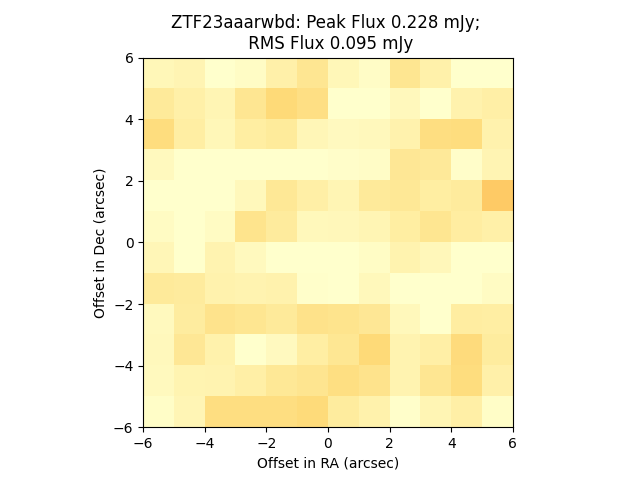 ZTF23aaarwbd: Peak Flux 0.228 mJy;
RMS Flux 0.095 mJy
6
4
2
0
−2
−4
−6
Offset in Dec (arcsec)
−6 −4 −2 0 2 4 6
Offset in RA (arcsec)